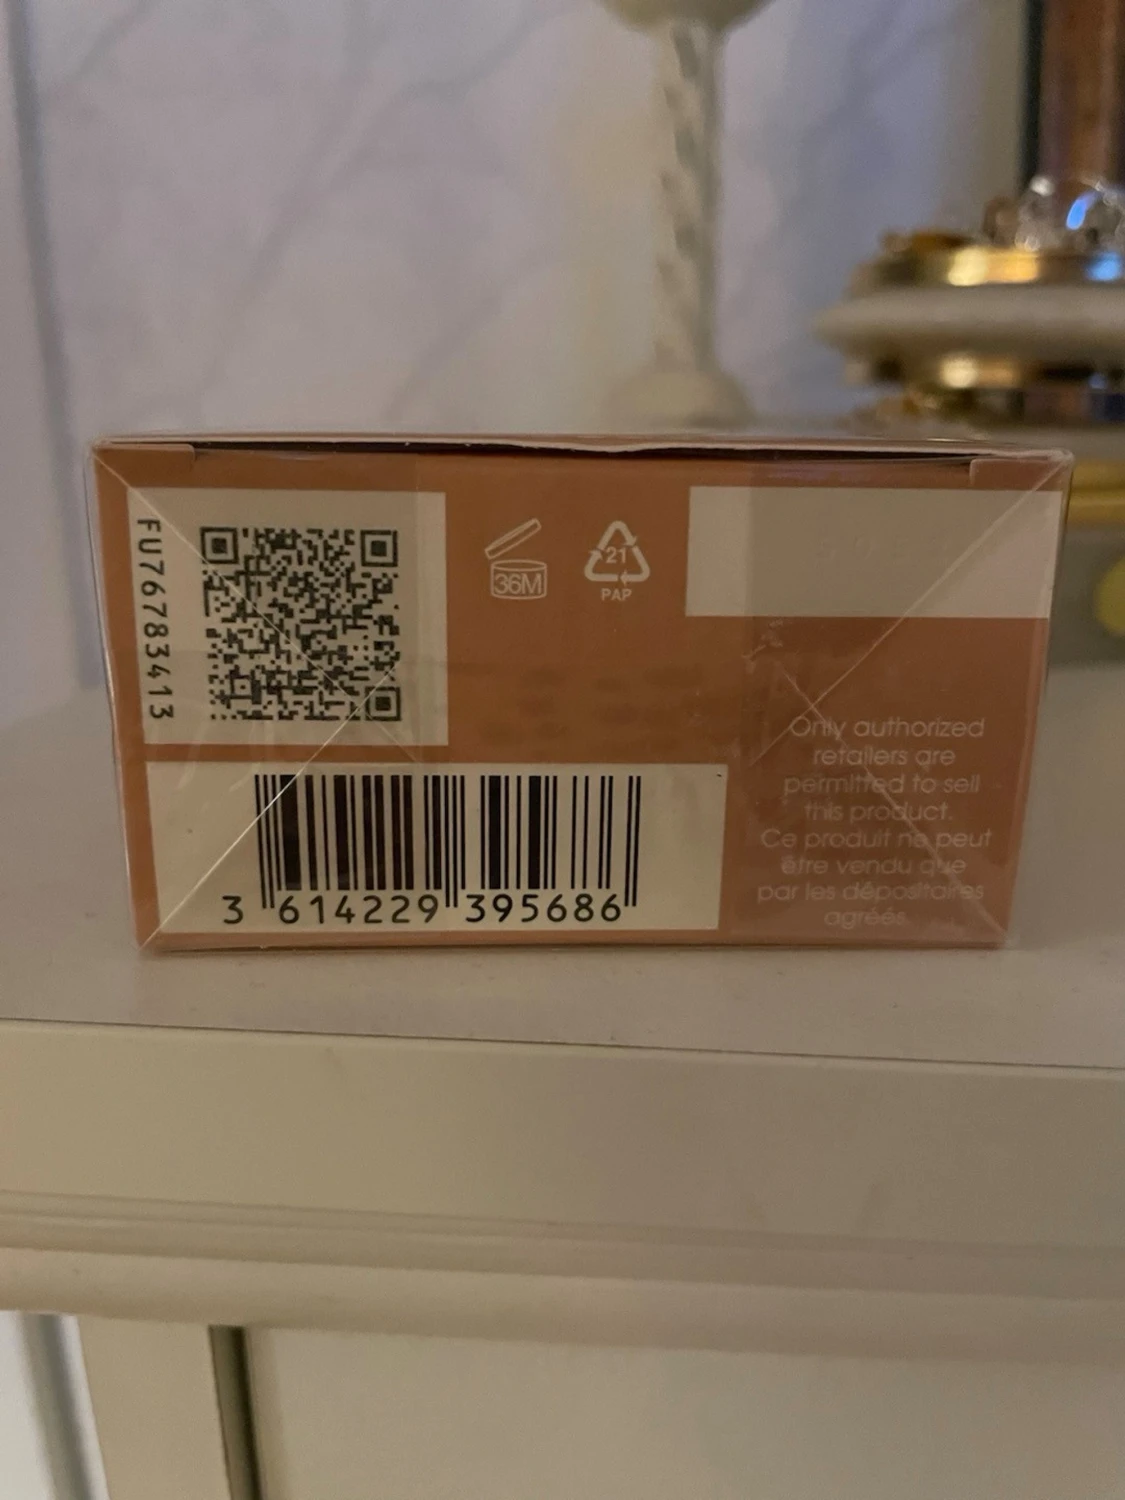 FU76783413
36M
21
PAP
Only authorized
retailers are
permitted to sell
this product.
Ce produit ne peut
être vendu que
par les dépositaires
agréés.
3 614229 395686